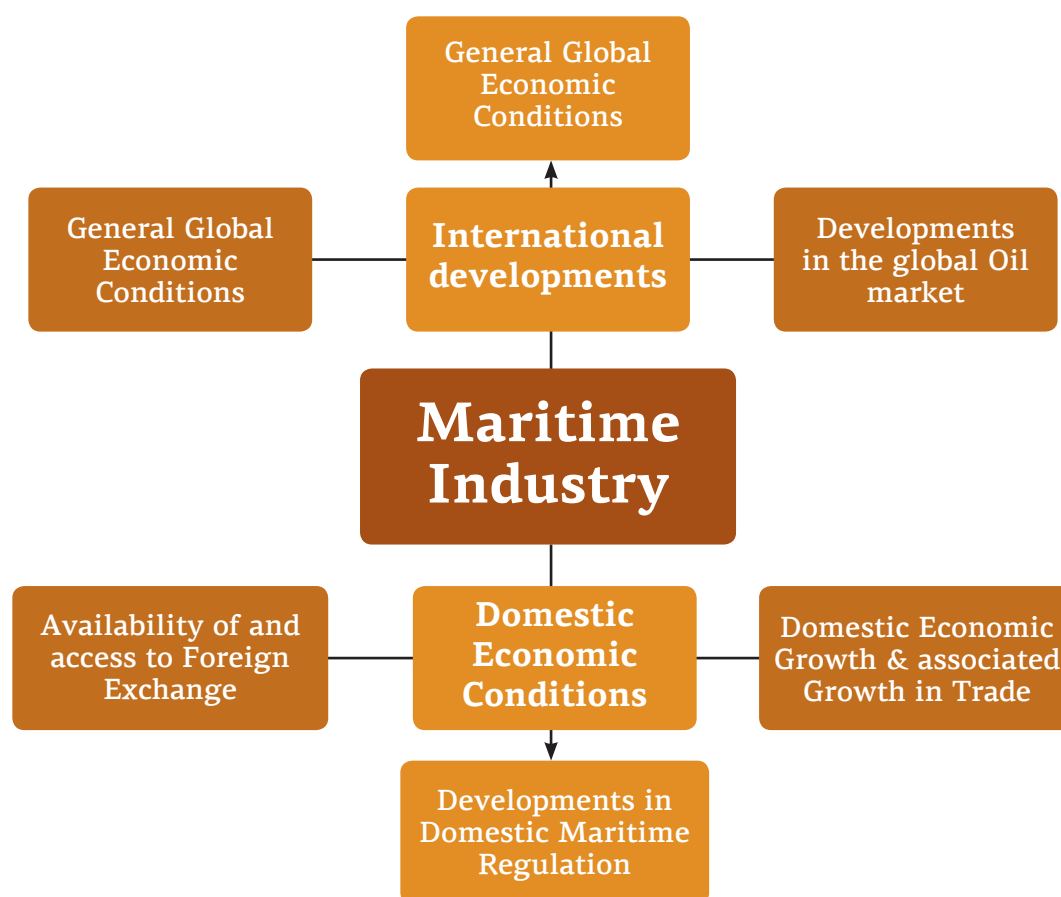 General Global
Economic
Conditions
General Global
Economic
Conditions
International
developments
Developments
in the global Oil
market
Maritime
Industry
Availability of and
access to Foreign
Exchange
Domestic
Economic
Conditions
Domestic Economic
Growth & associated
Growth in Trade
Developments in
Domestic Maritime
Regulation